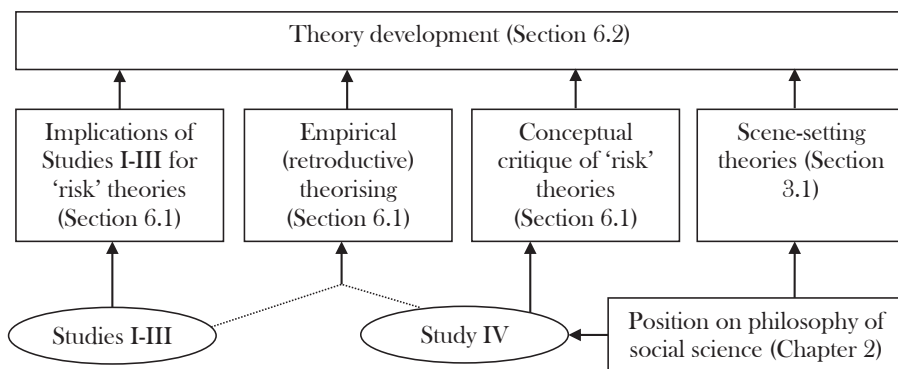 Theory development (Section 6.2)
Implications of
Studies I-III for
‘risk’ theories
(Section 6.1)
Empirical
(retroductive)
theorising
(Section 6.1)
Conceptual
critique of ‘risk’
theories
(Section 6.1)
Scene-setting
theories (Section
3.1)
Studies I-III
Study IV
Position on philosophy of
social science (Chapter 2)